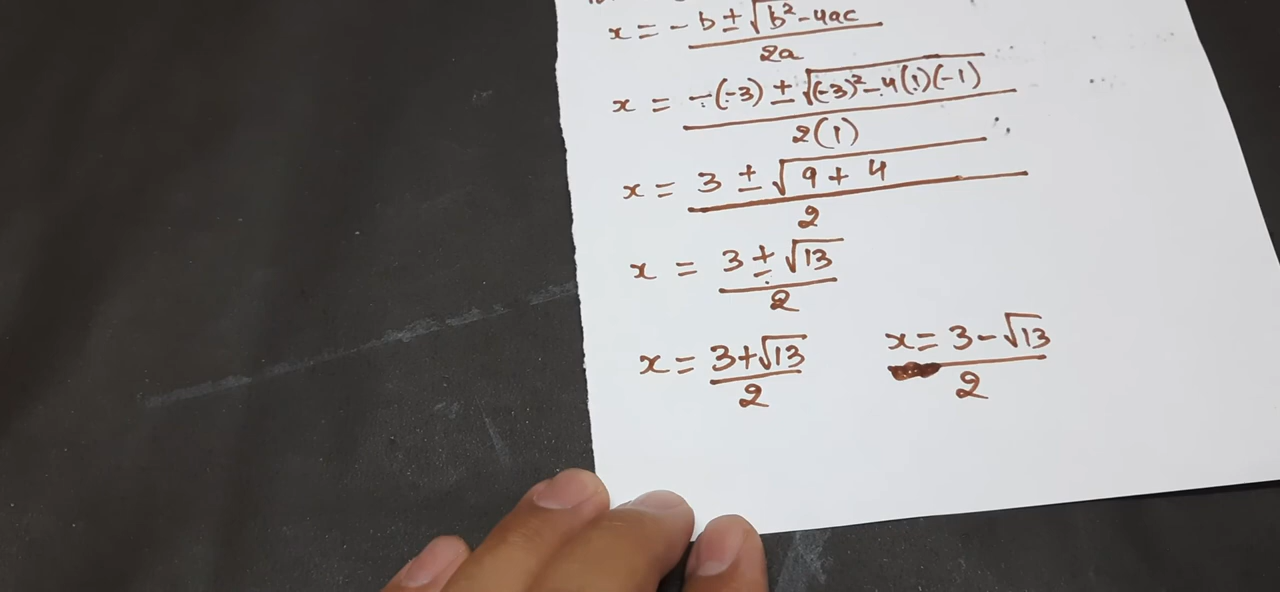 x = -b ± √b² - 4ac / 2a
x = -(-3) ± √(-3)² - 4(1)(-1) / 2(1)
x = 3 ± √9 + 4 / 2
x = 3 ± √13 / 2
x = 3+√13 / 2 x = 3-√13 / 2